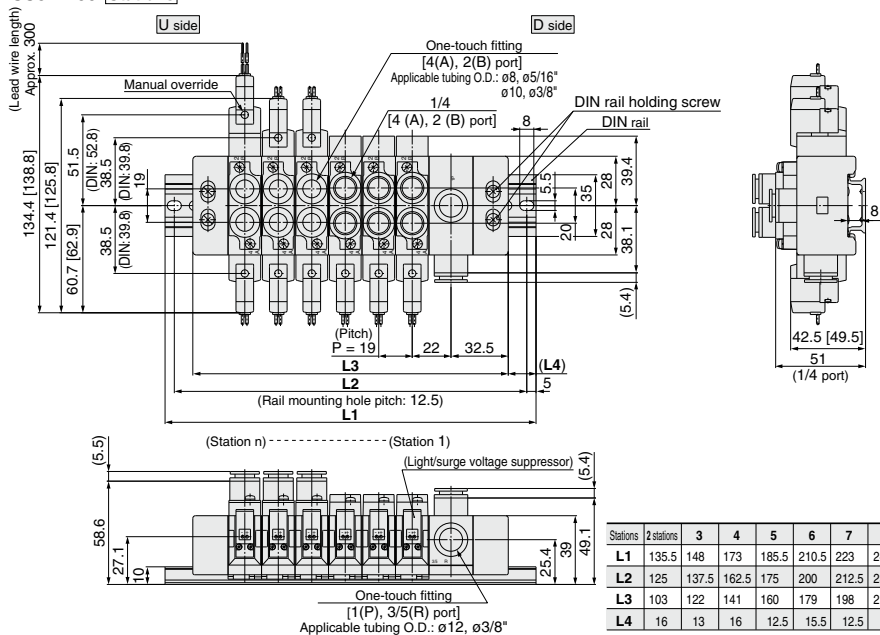 U side
D side
(Lead wire length)
Approx. 300
Manual override
One-touch fitting
[4(A), 2(B) port]
Applicable tubing O.D.: ø8, ø5/16"
ø10, ø3/8"
1/4
[4 (A), 2 (B) port]
DIN rail holding screw
DIN rail
8
134.4 [138.8]
121.4 [125.8]
60.7 [62.9]
51.5
(DIN: 52.8)
38.5
(DIN:39.8)
19
38.5
(DIN:39.8)
5.5
35
20
28
28
39.4
38.1
(5.4)
(Pitch)
P = 19
22
32.5
L3
(L4)
L2
5
(Rail mounting hole pitch: 12.5)
L1
8
42.5 [49.5]
51
(1/4 port)
(Station n)
(Station 1)
(5.5)
(Light/surge voltage suppressor)
(5.4)
58.6
27.1
10
25.4
39
49.1
One-touch fitting
[1(P), 3/5(R) port]
Applicable tubing O.D.: ø12, ø3/8"
Stations 2 stations 3 4 5 6 7
L1 135.5 148 173 185.5 210.5 223
L2 125 137.5 162.5 175 200 212.5
L3 103 122 141 160 179 198
L4 16 13 16 12.5 15.5 12.5